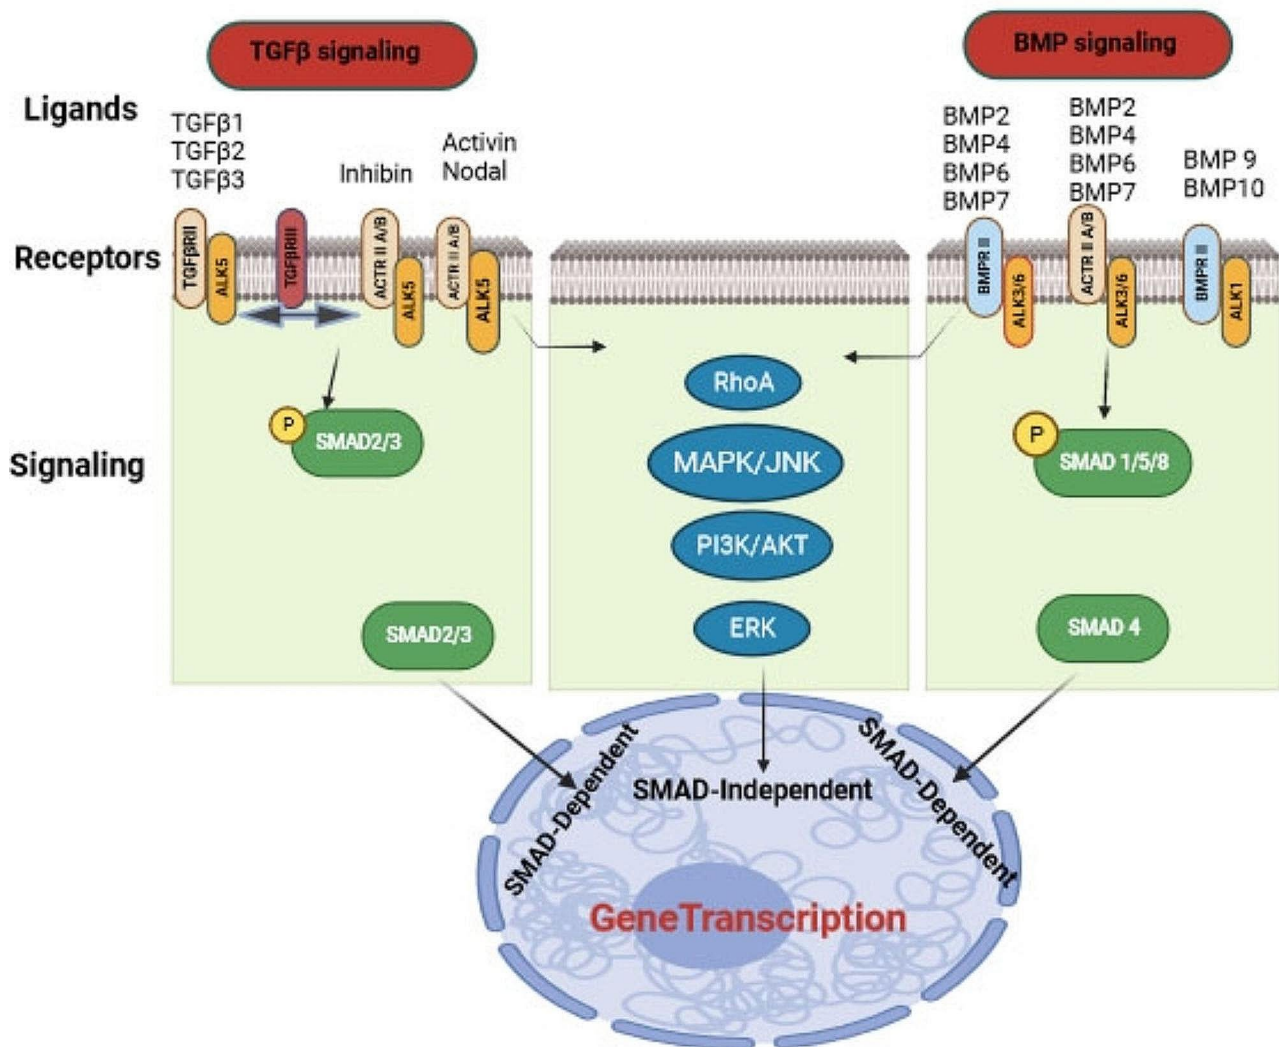 TGFβ signaling
BMP signaling
Ligands
TGFβ1
TGFβ2
TGFβ3
Inhibin
Activin
Nodal
BMP2
BMP4
BMP6
BMP7
BMP2
BMP4
BMP6
BMP7
BMP 9
BMP10
Receptors
TGFβRII
ALK5
TGFβRIII
ACTR II A/B
ALK5
ACTR II A/B
ALK5
BMPR II
ALK3/6
ACTR II A/B
ALK3/6
BMPR II
ALK1
Signaling
P
SMAD2/3
RhoA
MAPK/JNK
PI3K/AKT
ERK
P
SMAD 1/5/8
SMAD2/3
SMAD 4
SMAD-Dependent
SMAD-Independent
SMAD-Dependent
GeneTranscription